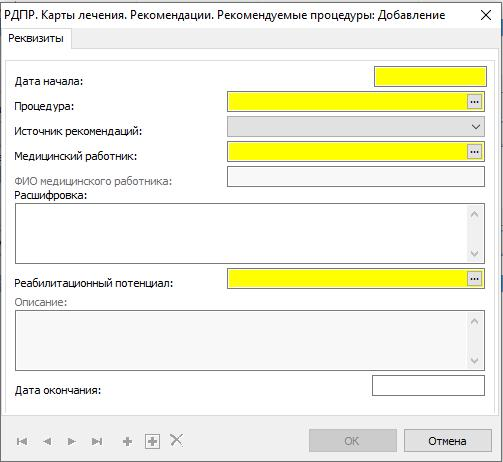 РДПР. Карты лечения. Рекомендации. Рекомендуемые процедуры: Добавление
Реквизиты
Дата начала:
Процедура:
Источник рекомендаций:
Медицинский работник:
ФИО медицинского работника:
Расшифровка:
Реабилитационный потенциал:
Описание:
Дата окончания:
OK Отмена